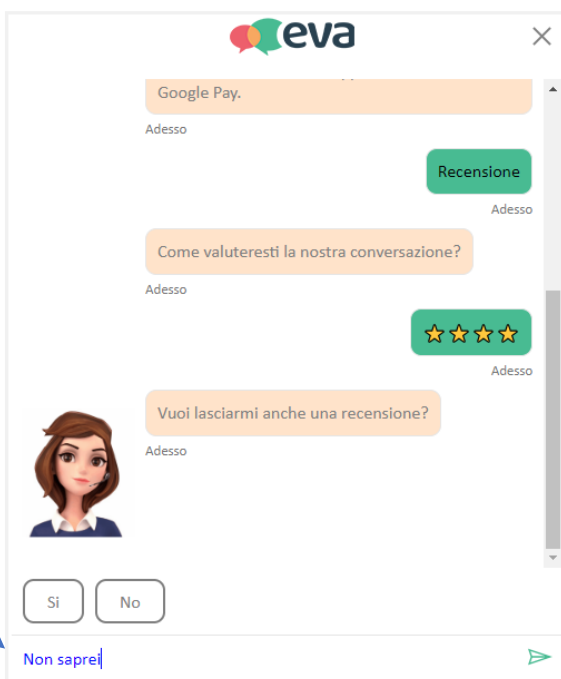 eva
Google Pay.
Adesso
Recensione
Adesso
Come valuteresti la nostra conversazione?
Adesso
Adesso
Vuoi lasciarmi anche una recensione?
Adesso
Si No
Non saprei